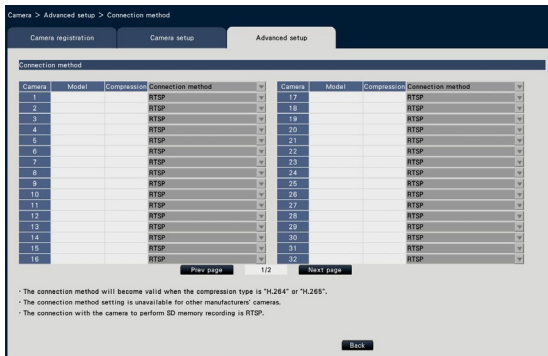 Camera > Advanced setup > Connection method
Camera registration Camera setup Advanced setup
Connection method
Camera Model Compression Connection method Camera Model Compression Connection method
1 RTSP 17 RTSP
2 RTSP 18 RTSP
3 RTSP 19 RTSP
4 RTSP 20 RTSP
5 RTSP 21 RTSP
6 RTSP 22 RTSP
7 RTSP 23 RTSP
8 RTSP 24 RTSP
9 RTSP 25 RTSP
10 RTSP 26 RTSP
11 RTSP 27 RTSP
12 RTSP 28 RTSP
13 RTSP 29 RTSP
14 RTSP 30 RTSP
15 RTSP 31 RTSP
16 RTSP 32 RTSP
Prev page 1/2 Next page
· The connection method will become valid when the compression type is "H.264" or "H.265".
· The connection method setting is unavailable for other manufacturers' cameras.
· The connection with the camera to perform SD memory recording is RTSP.
Back